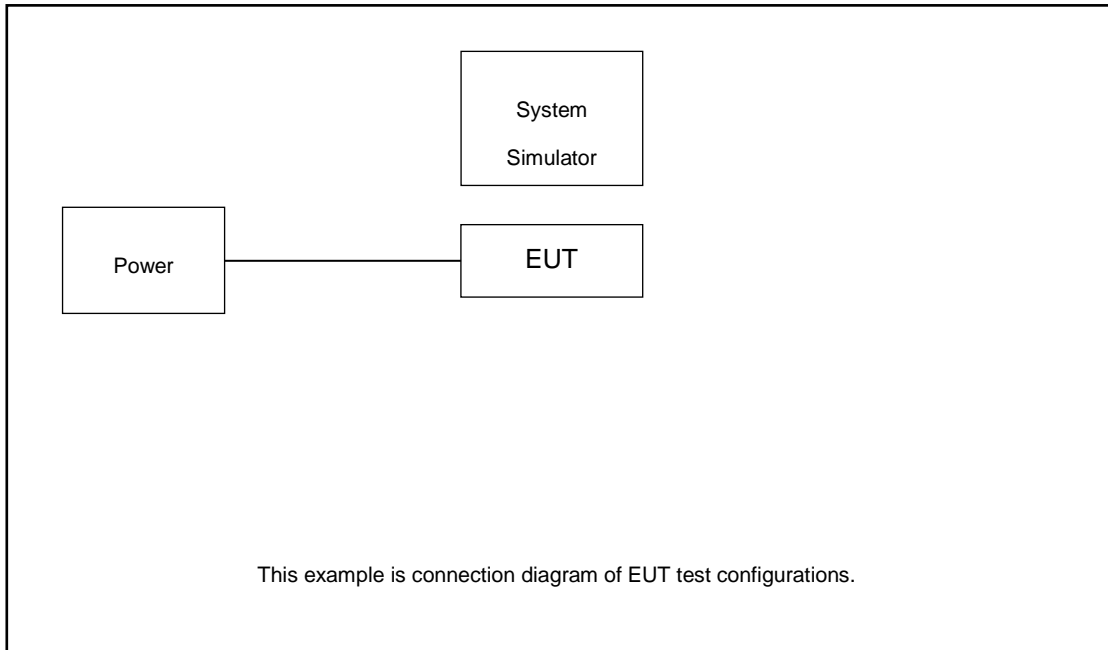 System
Simulator
Power
EUT
This example is connection diagram of EUT test configurations.